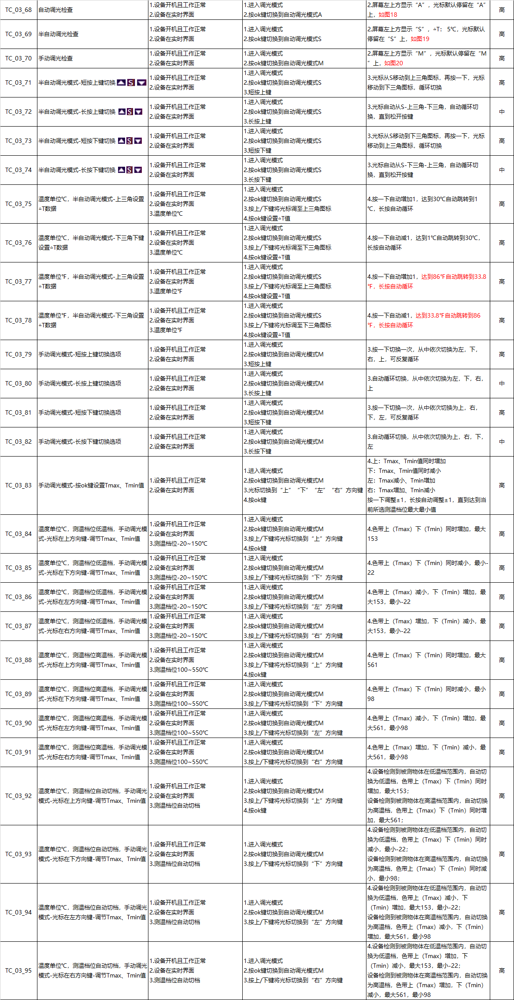 TC_03_68
自动调光检查
1.设备开机且工作正常
2.设备在实时界面
1.进入调光模式
2.按ok键切换到自动调光模式A
2.屏幕左上方显示“A”，光标默认停留在“A”
上，如图18
高
TC_03_69
半自动调光检查
1.设备开机且工作正常
2.设备在实时界面
1.进入调光模式
2.按ok键切换到自动调光模式S
2.屏幕左上方显示“S”，△T： 5℃，光标默认
停留在“S”上，如图19
高
TC_03_70
手动调光检查
1.设备开机且工作正常
2.设备在实时界面
1.进入调光模式
2.按ok键切换到自动调光模式M
2.屏幕左上方显示“M”，光标默认停留在“M
”上，如图20
高
TC_03_71
半自动调光模式-短按上键切换 S
1.设备开机且工作正常
2.设备在实时界面
1.进入调光模式
2.按ok键切换到自动调光模式S
3.短按上键
3.光标从S移动到上三角图标，再按一下，光标
移动到下三角图标，循环切换
高
TC_03_72
半自动调光模式-长按上键切换 S
1.设备开机且工作正常
2.设备在实时界面
1.进入调光模式
2.按ok键切换到自动调光模式S
3.长按上键
3.光标自动从S-上三角-下三角，自动循环切
换，直到松开按键
中
TC_03_73
半自动调光模式-短按下键切换 S
1.设备开机且工作正常
2.设备在实时界面
1.进入调光模式
2.按ok键切换到自动调光模式S
3.短按下键
3.光标从S移动到下三角图标，再按一下，光标
移动到上三角图标，循环切换
高
TC_03_74
半自动调光模式-长按下键切换 S
1.设备开机且工作正常
2.设备在实时界面
1.进入调光模式
2.按ok键切换到自动调光模式S
3.长按下键
3.光标自动从S-下三角-上三角，自动循环切
换，直到松开按键
中
TC_03_75
温度单位℃，半自动调光模式-上三角设置
△T数据
1.设备开机且工作正常
2.设备在实时界面
3.温度单位℃
1.进入调光模式
2.按ok键切换到自动调光模式S
3.按上/下键将光标调至上三角图标
4.按ok键设置△T值
4.按一下自动增加1，达到30℃自动跳转到1
℃，长按自动循环
高
TC_03_76
温度单位℃，半自动调光模式-下三角下键
设置△T数据
1.设备开机且工作正常
2.设备在实时界面
3.温度单位℃
1.进入调光模式
2.按ok键切换到自动调光模式S
3.按上/下键将光标调至下三角图标
4.按ok键设置△T值
4.按一下自动减1，达到1℃自动跳转到30℃，
长按自动循环
高
TC_03_77
温度单位℉，半自动调光模式-上三角设置
△T数据
1.设备开机且工作正常
2.设备在实时界面
3.温度单位℉
1.进入调光模式
2.按ok键切换到自动调光模式S
3.按上/下键将光标调至上三角图标
4.按ok键设置△T值
4.按一下自动增加1，达到86℉自动跳转到33.8
℉，长按自动循环
高
TC_03_78
温度单位℉，半自动调光模式-下三角设置
△T数据
1.设备开机且工作正常
2.设备在实时界面
3.温度单位℉
1.进入调光模式
2.按ok键切换到自动调光模式S
3.按上/下键将光标调至下三角图标
4.按ok键设置△T值
4.按一下自动减1，达到33.8℉自动跳转到86
℉，长按自动循环
高
TC_03_79
手动调光模式-短按上键切换选项
1.设备开机且工作正常
2.设备在实时界面
1.进入调光模式
2.按ok键切换到自动调光模式M
3.短按上键
3.按一下切换一次，从中依次切换为左，下，
右，上，可反复循环
高
TC_03_80
手动调光模式-长按上键切换选项
1.设备开机且工作正常
2.设备在实时界面
1.进入调光模式
2.按ok键切换到自动调光模式M
3.长按上键
3.自动循环切换，从中依次切换为左，下，右，
上
中
TC_03_81
手动调光模式-短按下键切换选项
1.设备开机且工作正常
2.设备在实时界面
1.进入调光模式
2.按ok键切换到自动调光模式M
3.短按下键
3.按一下切换一次，从中依次切换为上，右，
下，左，可反复循环
高
TC_03_82
手动调光模式-长按下键切换选项
1.设备开机且工作正常
2.设备在实时界面
1.进入调光模式
2.按ok键切换到自动调光模式M
3.长按下键
3.自动循环切换，从中依次切换为上，右，下，
左
中
TC_03_83
手动调光模式-按ok键设置Tmax、Tmin值
1.设备开机且工作正常
2.设备在实时界面
1.进入调光模式
2.按ok键切换到自动调光模式M
3.光标切换到“上”“下”“左”“右”方向键
4.按ok键
4.上：Tmax、Tmin值同时增加
下：Tmax、Tmin值同时减小
左：Tmax减小、Tmin增加
右：Tmax增加、Tmin减小
按一下调整±1，长按自动调整±1，直到达到当
前所选测温档位最大最小值
高
TC_03_84
温度单位℃，测温档位低温档，手动调光模
式-光标在上方向键-调节Tmax、Tmin值
1.设备开机且工作正常
2.设备在实时界面
3.测温档位-20~150℃
1.进入调光模式
2.按ok键切换到自动调光模式M
3.按上/下键将光标切换到“上”方向键
4.按ok键
4.色带上（Tmax）下（Tmin）同时增加，最大
153
高
TC_03_85
温度单位℃，测温档位低温档，手动调光模
式-光标在下方向键-调节Tmax、Tmin值
1.设备开机且工作正常
2.设备在实时界面
3.测温档位-20~150℃
1.进入调光模式
2.按ok键切换到自动调光模式M
3.按上/下键将光标切换到“下”方向键
4.色带上（Tmax）下（Tmin）同时减小，最小-
22
高
TC_03_86
温度单位℃，测温档位低温档，手动调光模
式-光标在左方向键-调节Tmax、Tmin值
1.设备开机且工作正常
2.设备在实时界面
3.测温档位-20~150℃
1.进入调光模式
2.按ok键切换到自动调光模式M
3.按上/下键将光标切换到“左”方向键
4.色带上（Tmax）减小，下（Tmin）增加，最
大153，最小-22
高
TC_03_87
温度单位℃，测温档位低温档，手动调光模
式-光标在右方向键-调节Tmax、Tmin值
1.设备开机且工作正常
2.设备在实时界面
3.测温档位-20~150℃
1.进入调光模式
2.按ok键切换到自动调光模式M
3.按上/下键将光标切换到“右”方向键
4.色带上（Tmax）增加，下（Tmin）减小，最
大153，最小-22
高
TC_03_88
温度单位℃，测温档位高温档，手动调光模
式-光标在上方向键-调节Tmax、Tmin值
1.设备开机且工作正常
2.设备在实时界面
3.测温档位100~550℃
1.进入调光模式
2.按ok键切换到自动调光模式M
3.按上/下键将光标切换到“上”方向键
4.按ok键
4.色带上（Tmax）下（Tmin）同时增加，最大
561
高
TC_03_89
温度单位℃，测温档位高温档，手动调光模
式-光标在下方向键-调节Tmax、Tmin值
1.设备开机且工作正常
2.设备在实时界面
3.测温档位100~550℃
1.进入调光模式
2.按ok键切换到自动调光模式M
3.按上/下键将光标切换到“下”方向键
4.色带上（Tmax）下（Tmin）同时减小，最小
98
高
TC_03_90
温度单位℃，测温档位高温档，手动调光模
式-光标在左方向键-调节Tmax、Tmin值
1.设备开机且工作正常
2.设备在实时界面
3.测温档位100~550℃
1.进入调光模式
2.按ok键切换到自动调光模式M
3.按上/下键将光标切换到“左”方向键
4.色带上（Tmax）减小，下（Tmin）增加，最
大561，最小98
高
TC_03_91
温度单位℃，测温档位高温档，手动调光模
式-光标在右方向键-调节Tmax、Tmin值
1.设备开机且工作正常
2.设备在实时界面
3.测温档位100~550℃
1.进入调光模式
2.按ok键切换到自动调光模式M
3.按上/下键将光标切换到“右”方向键
4.色带上（Tmax）增加，下（Tmin）减小，最
大561，最小98
高
TC_03_92
温度单位℃，测温档位自动切档，手动调光
模式-光标在上方向键-调节Tmax、Tmin值
1.设备开机且工作正常
2.设备在实时界面
3.测温档位自动切档
1.进入调光模式
2.按ok键切换到自动调光模式M
3.按上/下键将光标切换到“上”方向键
4.按ok键
4.设备检测到被测物体在低温档范围内，自动切
换为低温档，色带上（Tmax）下（Tmin）同时
增加，最大153；
设备检测到被测物体在高温档范围内，自动切换
为高温档，色带上（Tmax）下（Tmin）同时增
加，最大561；
高
TC_03_93
温度单位℃，测温档位自动切档，手动调光
模式-光标在下方向键-调节Tmax、Tmin值
1.设备开机且工作正常
2.设备在实时界面
3.测温档位自动切档
1.进入调光模式
2.按ok键切换到自动调光模式M
3.按上/下键将光标切换到“下”方向键
4.设备检测到被测物体在低温档范围内，自动切
换为低温档，色带上（Tmax）下（Tmin）同时
减小，最小-22；
设备检测到被测物体在高温档范围内，自动切换
为高温档，色带上（Tmax）下（Tmin）同时减
小，最小98；
高
TC_03_94
温度单位℃，测温档位自动切档，手动调光
模式-光标在左方向键-调节Tmax、Tmin值
1.设备开机且工作正常
2.设备在实时界面
3.测温档位自动切档
1.进入调光模式
2.按ok键切换到自动调光模式M
3.按上/下键将光标切换到“左”方向键
4.设备检测到被测物体在低温档范围内，自动切
换为低温档，色带上（Tmax）减小，下
（Tmin）增加，最大153，最小-22；
设备检测到被测物体在高温档范围内，自动切换
为高温档，色带上（Tmax）减小，下（Tmin）
增加，最大561，最小98
高
TC_03_95
温度单位℃，测温档位自动切档，手动调光
模式-光标在右方向键-调节Tmax、Tmin值
1.设备开机且工作正常
2.设备在实时界面
3.测温档位自动切档
1.进入调光模式
2.按ok键切换到自动调光模式M
3.按上/下键将光标切换到“右”方向键
4.设备检测到被测物体在低温档范围内，自动切
换为低温档，色带上（Tmax）增加，下
（Tmin）减小，最大153，最小-22；
设备检测到被测物体在高温档范围内，自动切换
为高温档，色带上（Tmax）增加，下（Tmin）
减小，最大561，最小98
高